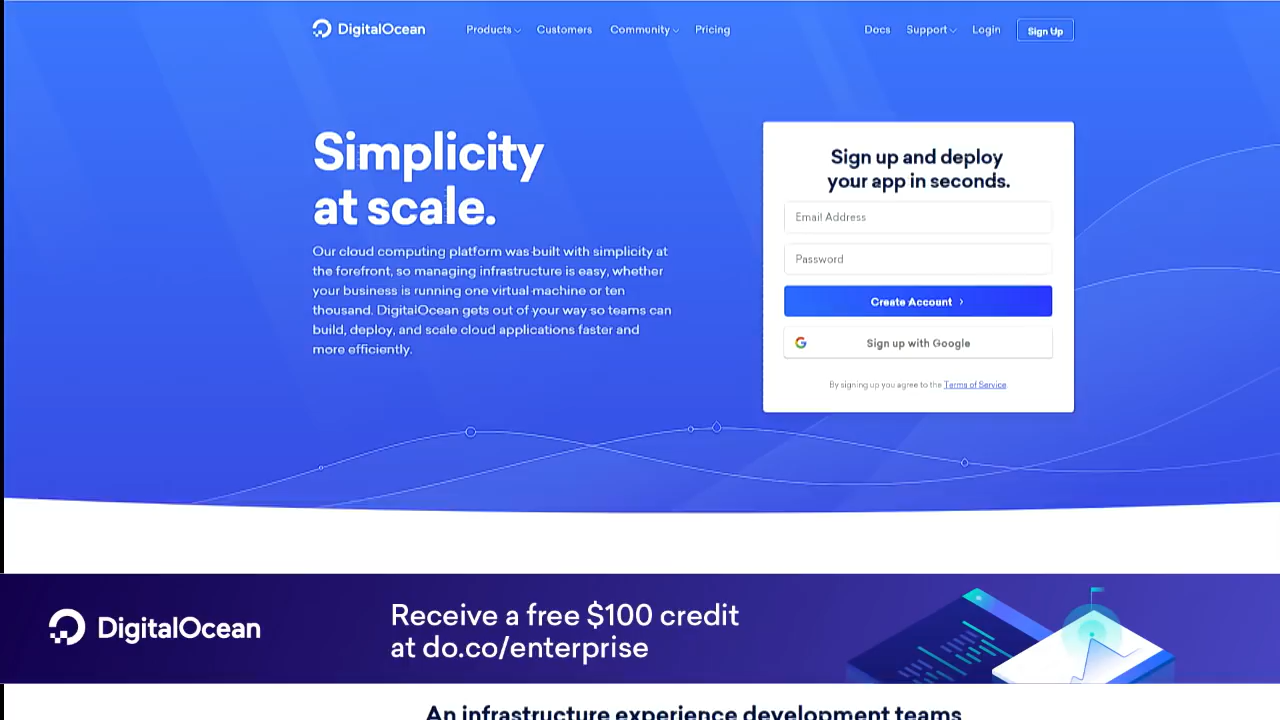 DigitalOcean Products Customers Community Pricing Docs Support Login Sign Up
Simplicity
at scale.
Our cloud computing platform was built with simplicity at
the forefront, so managing infrastructure is easy, whether
your business is running one virtual machine or ten
thousand. DigitalOcean gets out of your way so teams can
build, deploy, and scale cloud applications faster and
more efficiently.
Sign up and deploy
your app in seconds.
Email Address
Password
Create Account
Sign up with Google
By signing up you agree to the Terms of Service.
DigitalOcean
Receive a free $100 credit
at do.co/enterprise
An infrastructure experience development teams